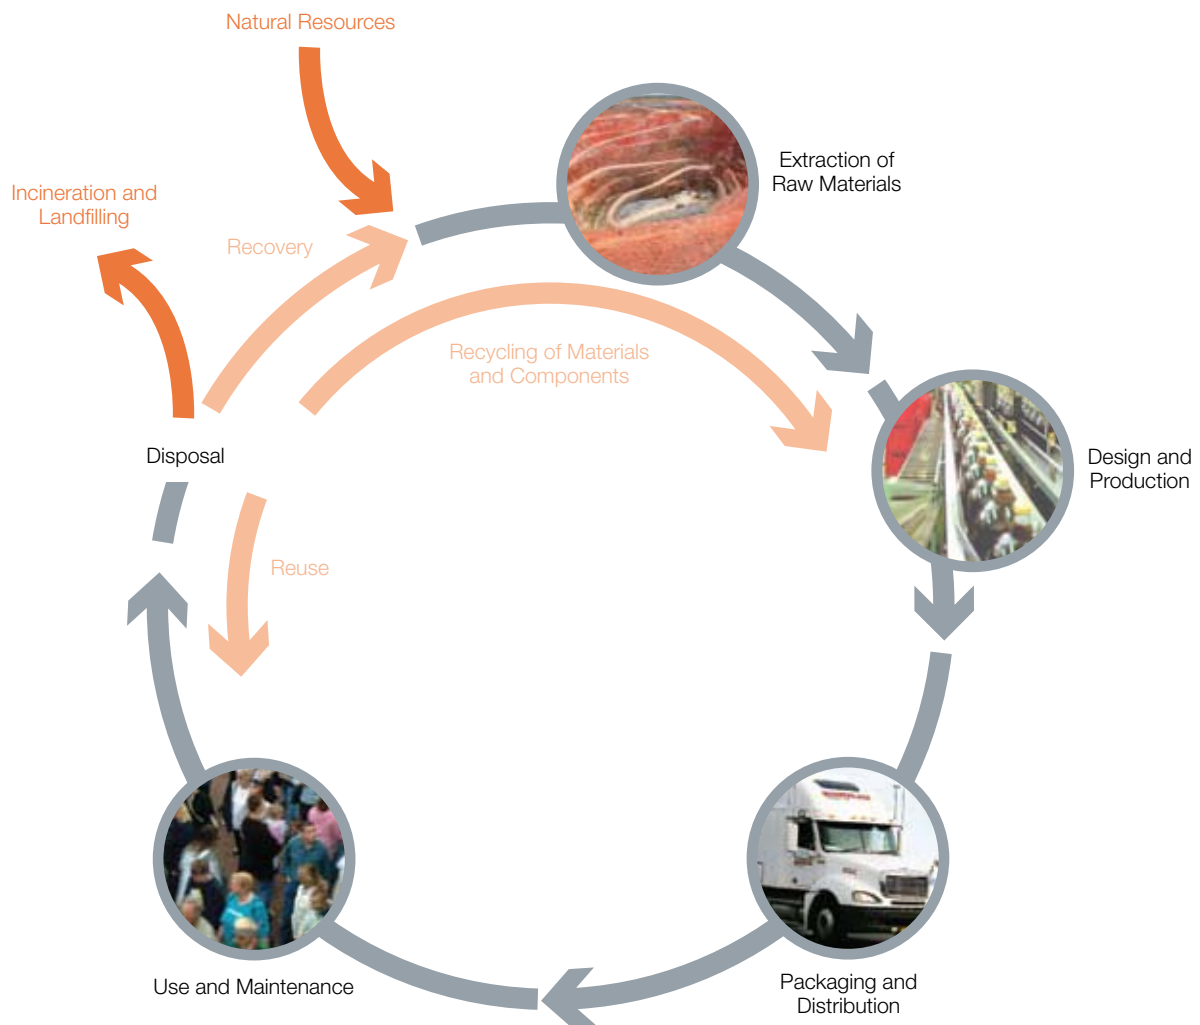 Natural Resources
Extraction of
Raw Materials
Incineration and
Landfilling
Recovery
Recycling of Materials
and Components
Disposal
Design and
Production
Reuse
Use and Maintenance
Packaging and
Distribution